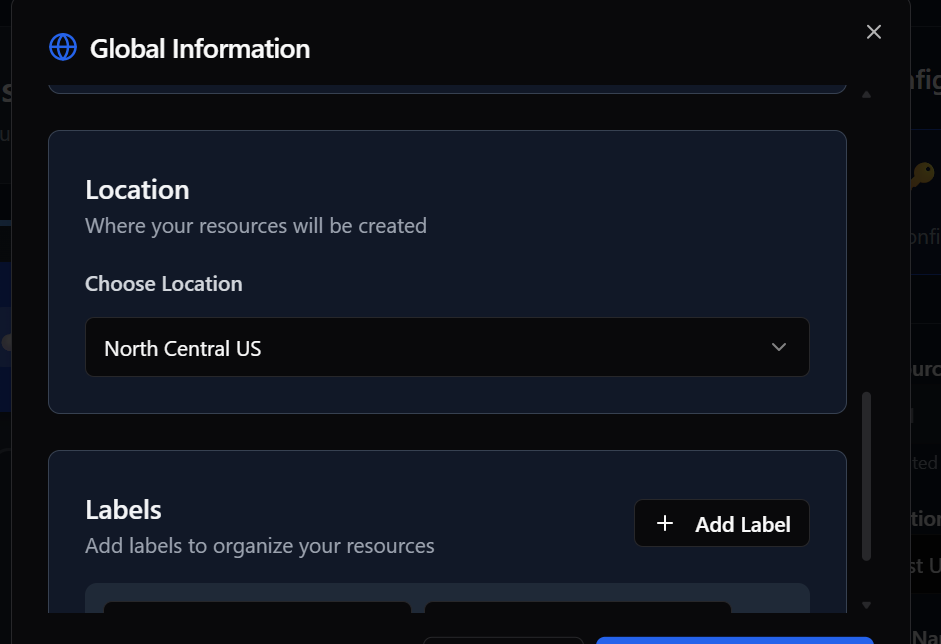 Global Information
Location
Where your resources will be created
Choose Location
North Central US
Labels
Add labels to organize your resources
+ Add Label